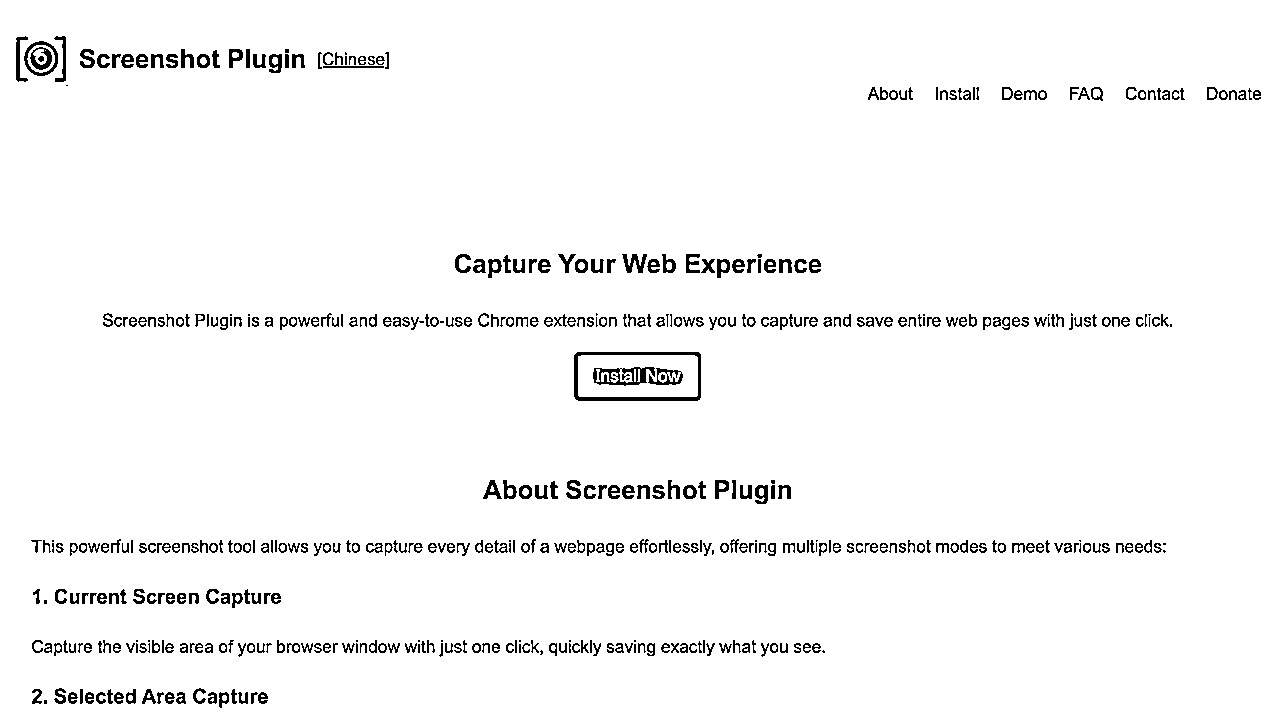 Screenshot Plugin [Chinese]
About Install Demo FAQ Contact Donate
Capture Your Web Experience
Screenshot Plugin is a powerful and easy-to-use Chrome extension that allows you to capture and save entire web pages with just one click.
Install Now
About Screenshot Plugin
This powerful screenshot tool allows you to capture every detail of a webpage effortlessly, offering multiple screenshot modes to meet various needs:
1. Current Screen Capture
Capture the visible area of your browser window with just one click, quickly saving exactly what you see.
2. Selected Area Capture